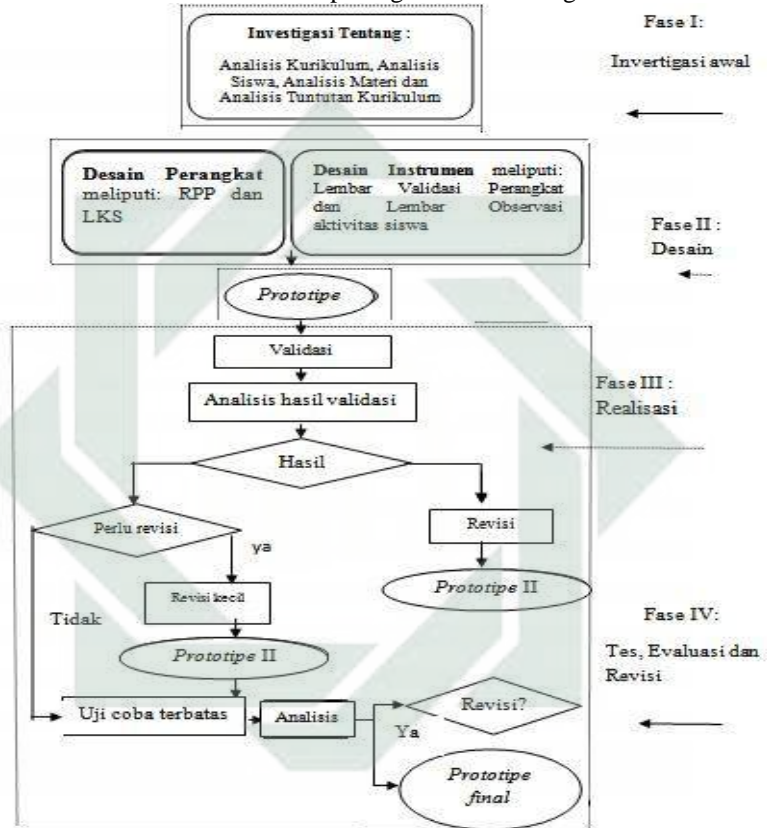 Investigasi Tentang :
Analisis Kurikulum, Analisis
Siswa, Analisis Materi dan
Analisis Tuntutan Kurikulum
Fase I:
Invertigasi awal
Desain Perangkat
meliputi: RPP dan
LKS
Desain Instrumen meliputi:
Lembar Validasi Perangkat
dan Lembar Observasi
aktivitas siswa
Fase II :
Desain
Prototipe
Validasi
Analisis hasil validasi
Fase III :
Realisasi
Hasil
Perlu revisi
Revisi
ya
Revisi kecil
Prototipe II
Tidak
Prototipe II
Fase IV:
Tes, Evaluasi dan
Revisi
Uji coba terbatas
Analisis
Revisi?
Ya
Prototipe
final